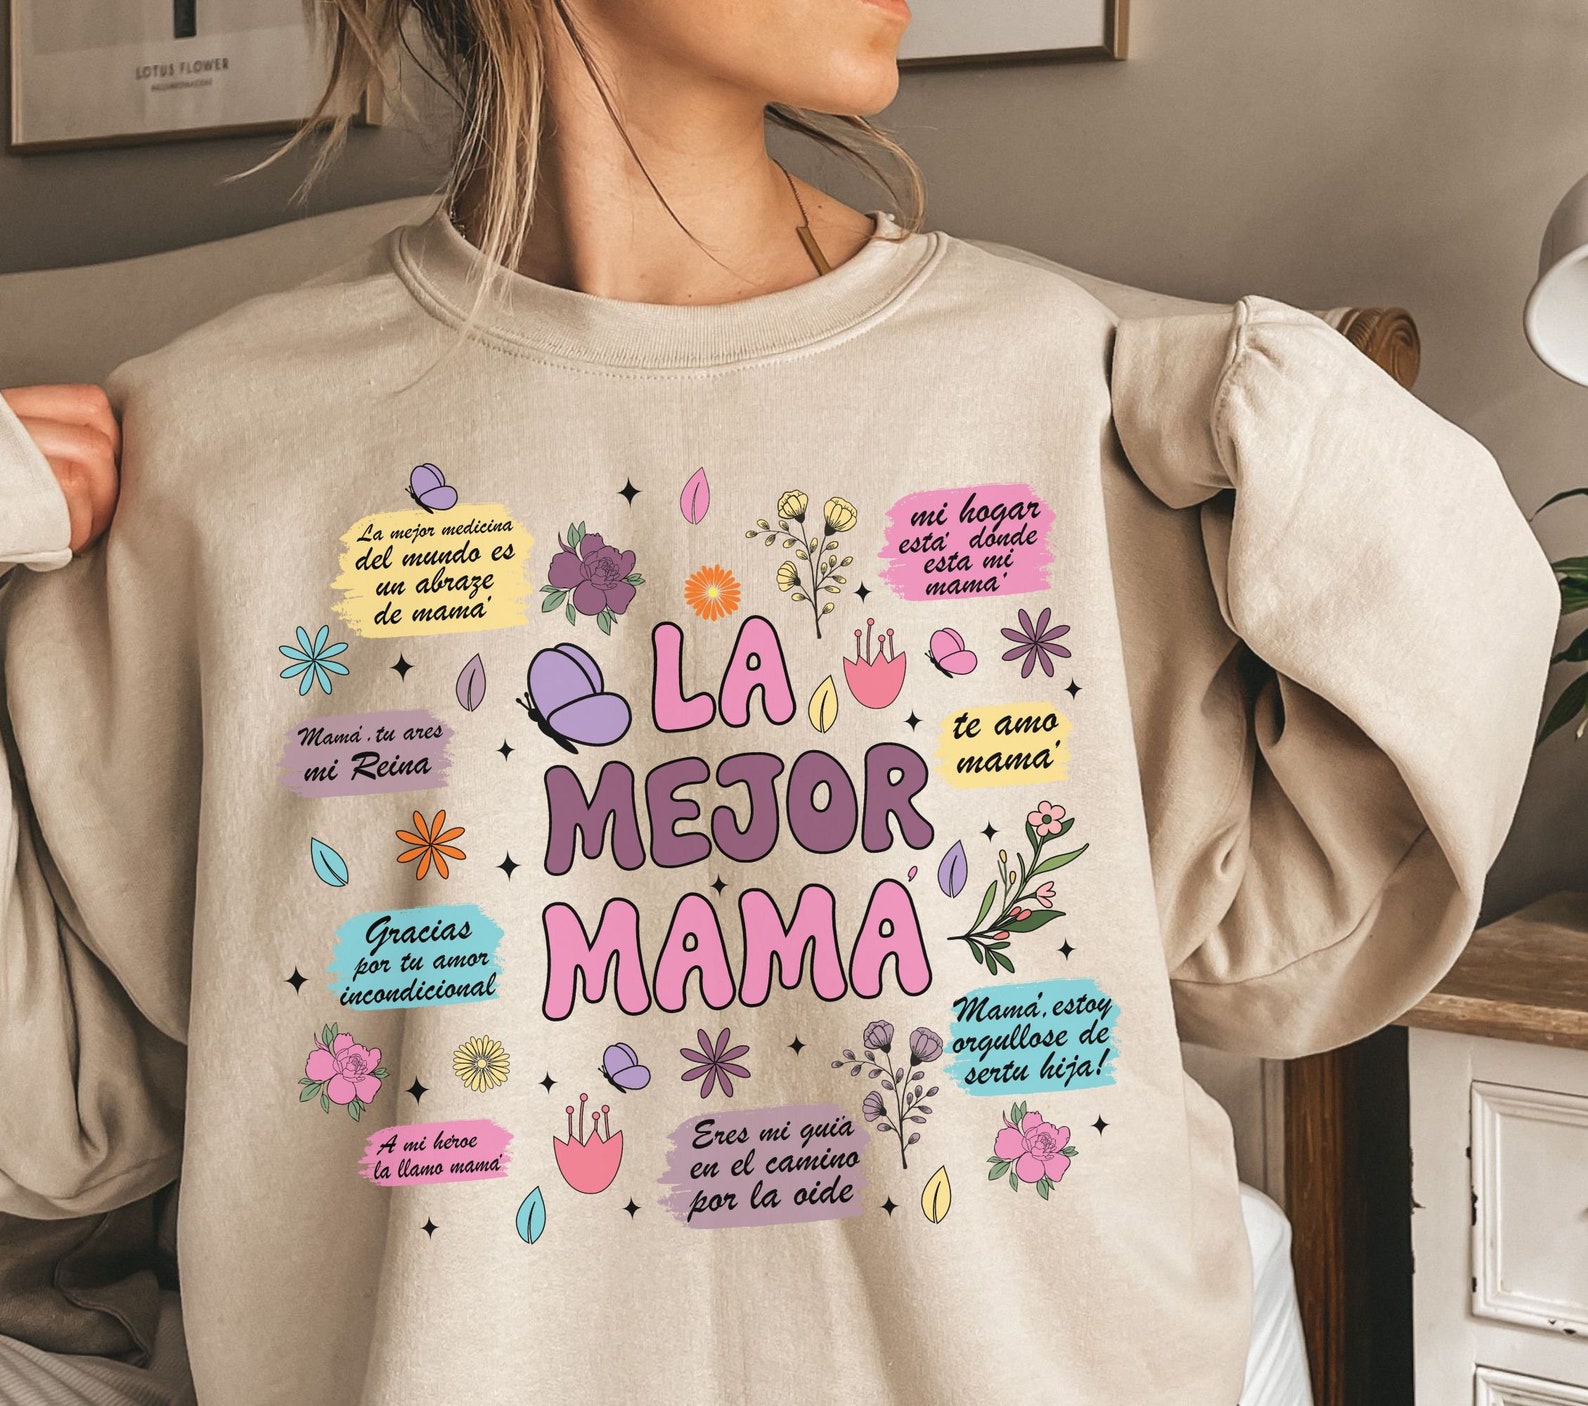 LOTUS FLOWER
La mejor medicina
del mundo es
un abraze
de mamá
mi hogar
está dónde
esta mi
mamá
LA
MEJOR
MAMÁ
Mamá, tu ares
mi Reina
te amo
mamá
Gracias
por tu amor
incondicional
Mamá, estoy
orgullose de
sertu hija!
A mi héroe
la llamo mamá
Eres mi guía
en el camino
por la oide